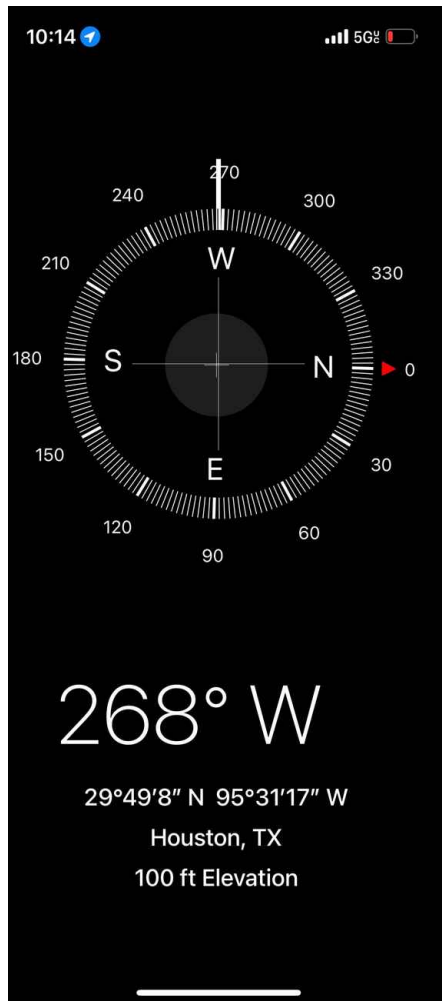 10:14 5G UC
270
240 300
W
210 330
180 S N 0
150 30
E
120 60
90
268° W
29°49'8" N 95°31'17" W
Houston, TX
100 ft Elevation